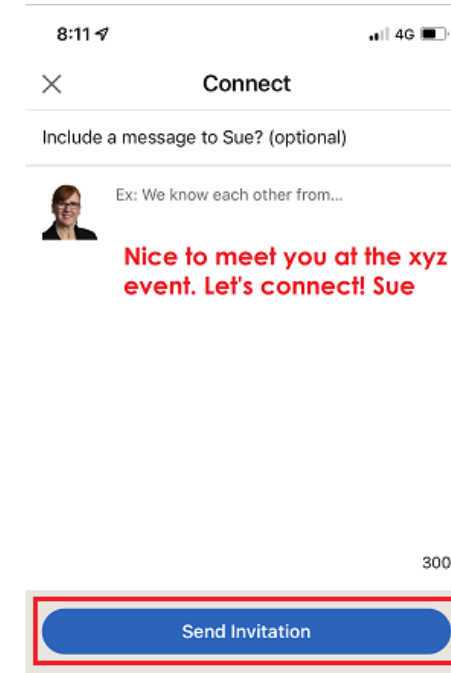 8:11
4G
Connect
Include a message to Sue? (optional)
Ex: We know each other from...
Nice to meet you at the xyz
event. Let's connect! Sue
300
Send Invitation